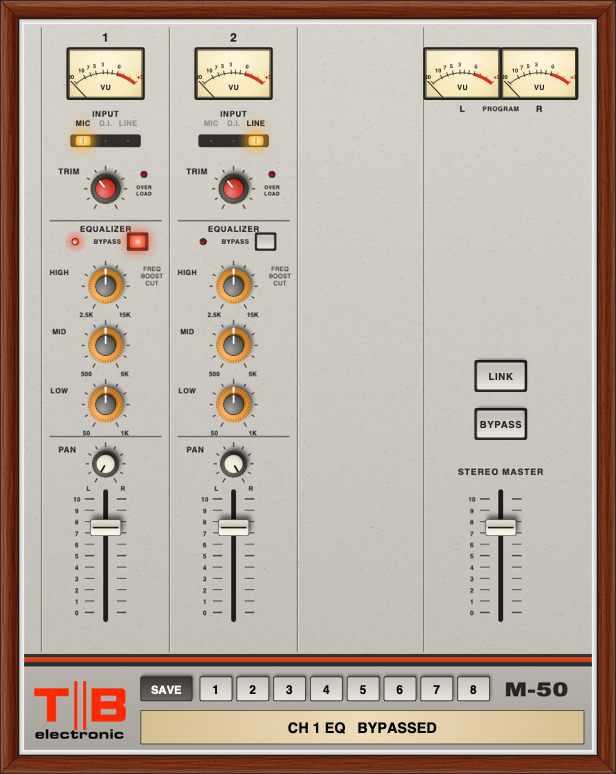 1 2
20 10 7 5 3 0 +3 20 10 7 5 3 0 +3 20 10 7 5 3 0 +3 20 10 7 5 3 0 +3
VU VU VU VU
L PROGRAM R
INPUT INPUT
MIC D.I. LINE MIC D.I. LINE
TRIM TRIM
OVER LOAD OVER LOAD
EQUALIZER EQUALIZER
BYPASS BYPASS
HIGH FREQ HIGH FREQ
BOOST BOOST
CUT CUT
2.5K 15K 2.5K 15K
MID MID
500 5K 500 5K
LINK
LOW LOW
BYPASS
50 1K 50 1K
PAN PAN
STEREO MASTER
L R L R
10 10 10
9 9 9
8 8 8
7 7 7
6 6 6
5 5 5
4 4 4
3 3 3
2 2 2
1 1 1
0 0 0
SAVE 1 2 3 4 5 6 7 8 M-50
TB
electronic
CH 1 EQ BYPASSED